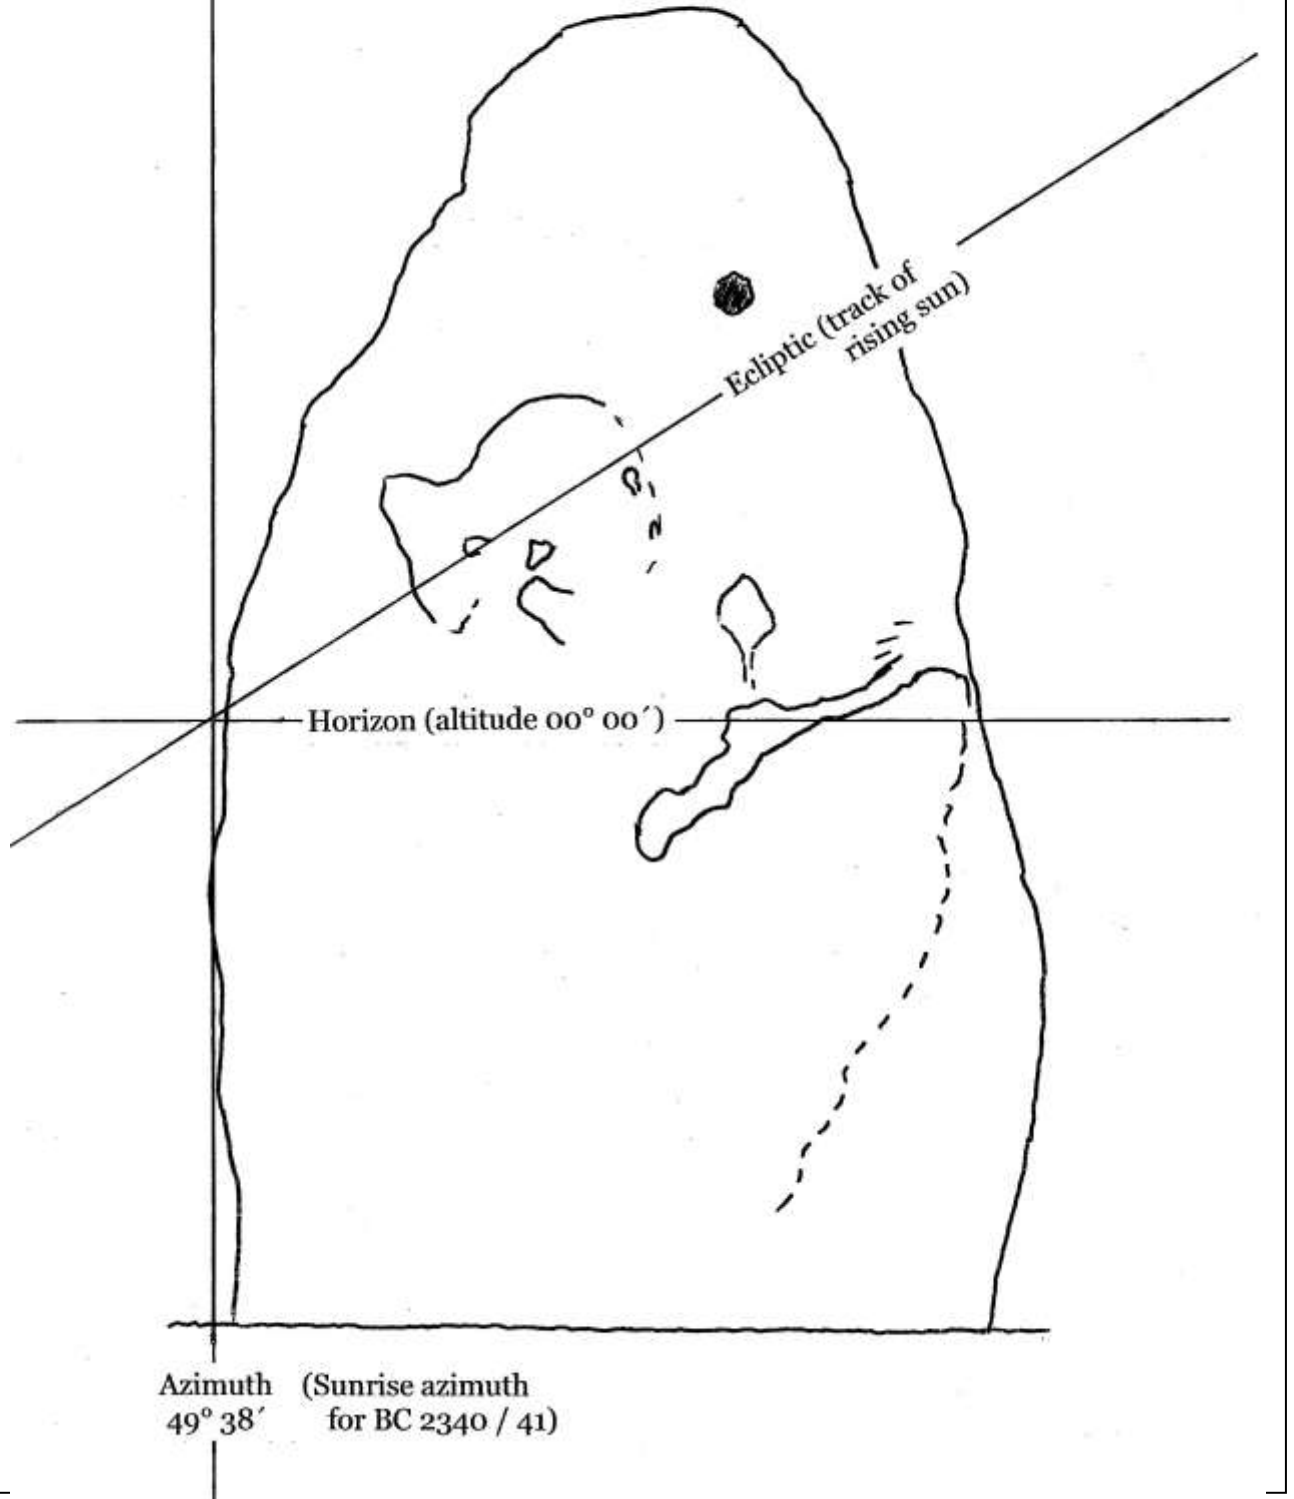 Ecliptic (track of
rising sun)
Horizon (altitude 00° 00´)
Azimuth (Sunrise azimuth
49° 38´ for BC 2340 / 41)